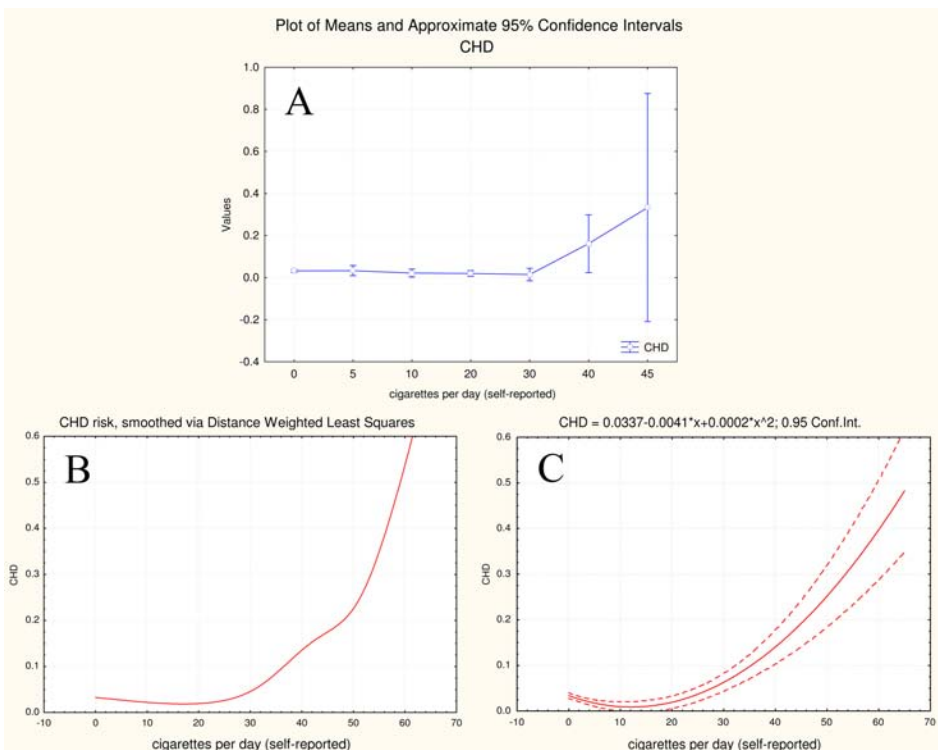 Plot of Means and Approximate 95% Confidence Intervals
CHD
A
1.0
0.8
0.6
0.4
0.2
0.0
-0.2
-0.4
Values
0 5 10 20 30 40 45
CHD
cigarettes per day (self-reported)
CHD risk, smoothed via Distance Weighted Least Squares
B
0.6
0.5
0.4
0.3
0.2
0.1
0.0
CHD
-10 0 10 20 30 40 50 60 70
cigarettes per day (self-reported)
CHD = 0.0337-0.0041*x+0.0002*x^2; 0.95 Conf.Int.
C
0.6
0.5
0.4
0.3
0.2
0.1
0.0
CHD
-10 0 10 20 30 40 50 60 70
cigarettes per day (self-reported)